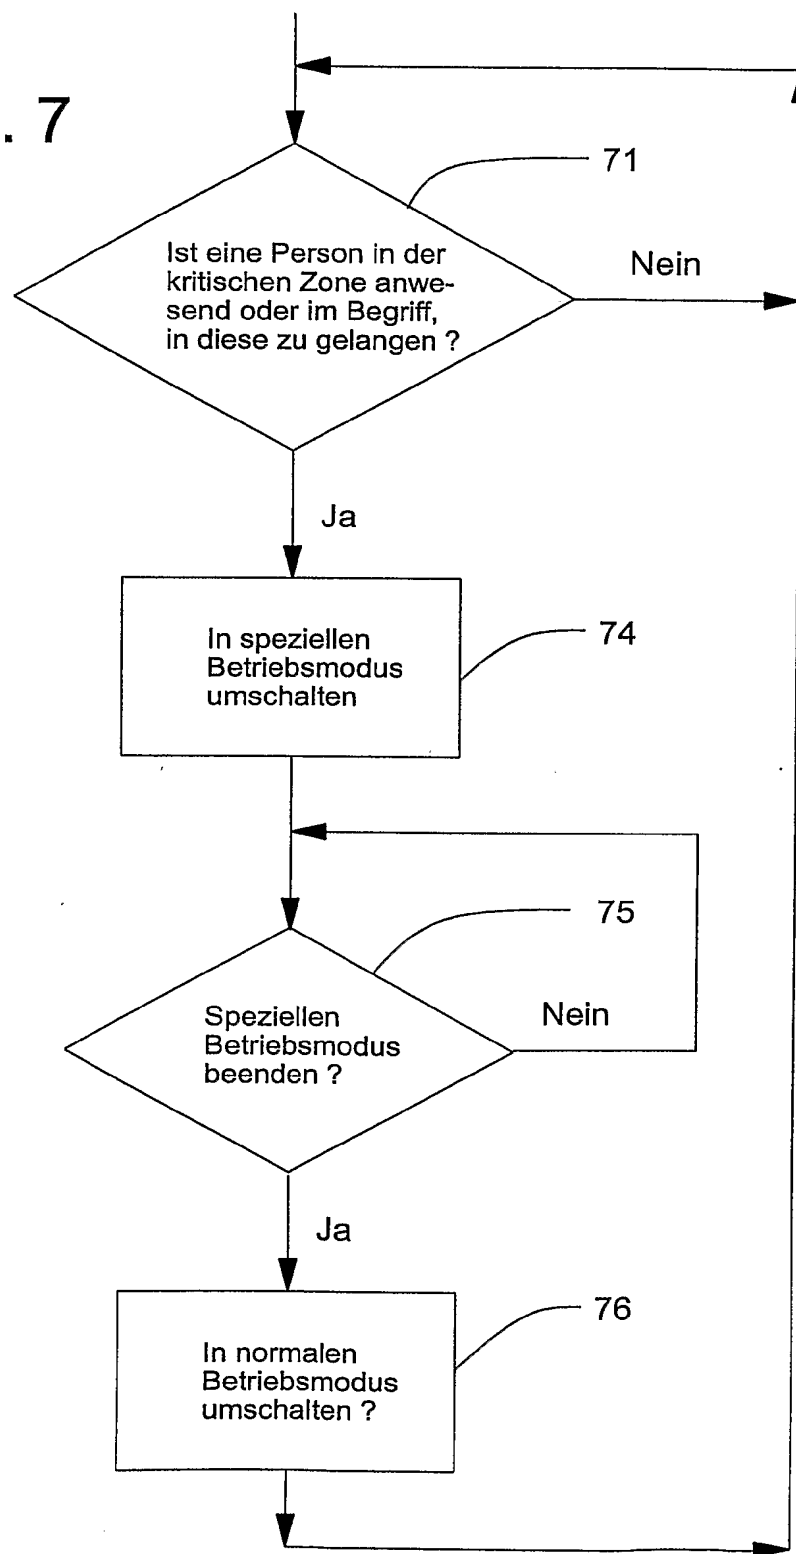 . 7
71
Ist eine Person in der
kritischen Zone anwe-
send oder im Begriff,
in diese zu gelangen ?
Nein
Ja
In speziellen
Betriebsmodus
umschalten
74
75
Speziellen
Betriebsmodus
beenden ?
Nein
Ja
76
In normalen
Betriebsmodus
umschalten ?